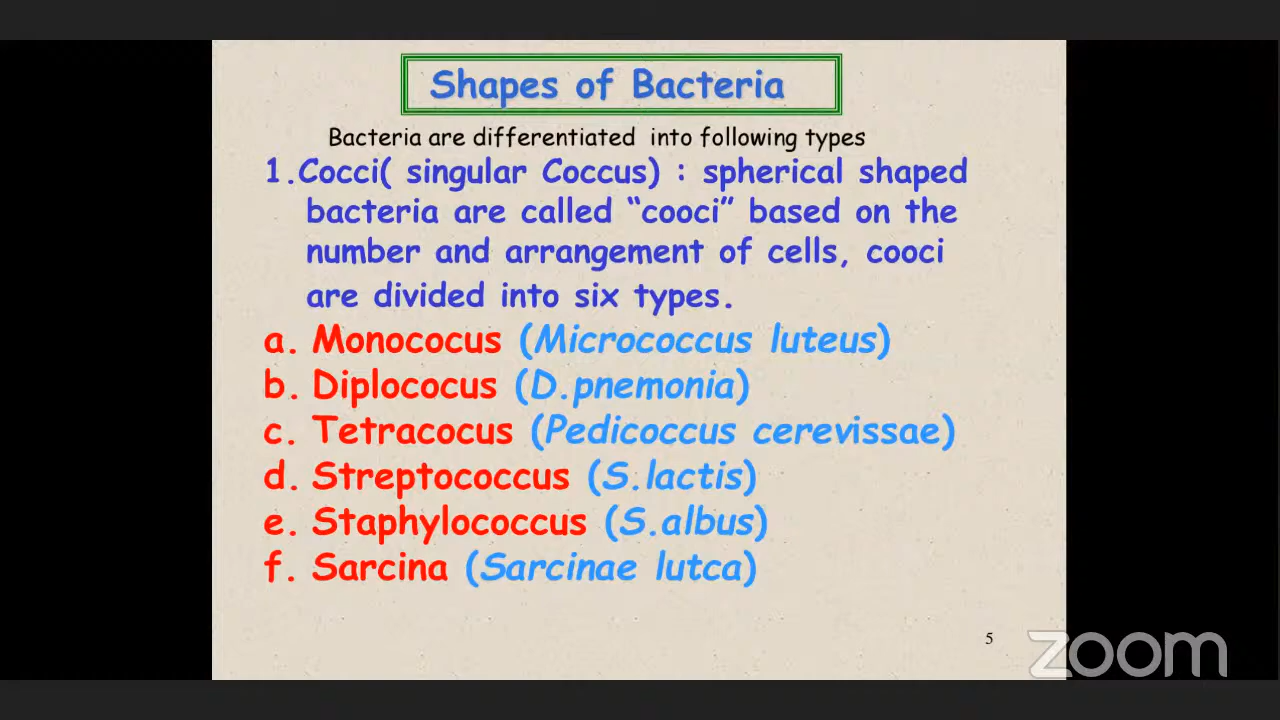 Shapes of Bacteria
Bacteria are differentiated into following types
1.Cocci( singular Coccus) : spherical shaped
bacteria are called “cooci” based on the
number and arrangement of cells, cooci
are divided into six types.
a. Monococus (Micrococcus luteus)
b. Diplococus (D.pnemonia)
c. Tetracocus (Pedicoccus cerevissae)
d. Streptococcus (S.lactis)
e. Staphylococcus (S.albus)
f. Sarcina (Sarcinae lutca)
5
zoom